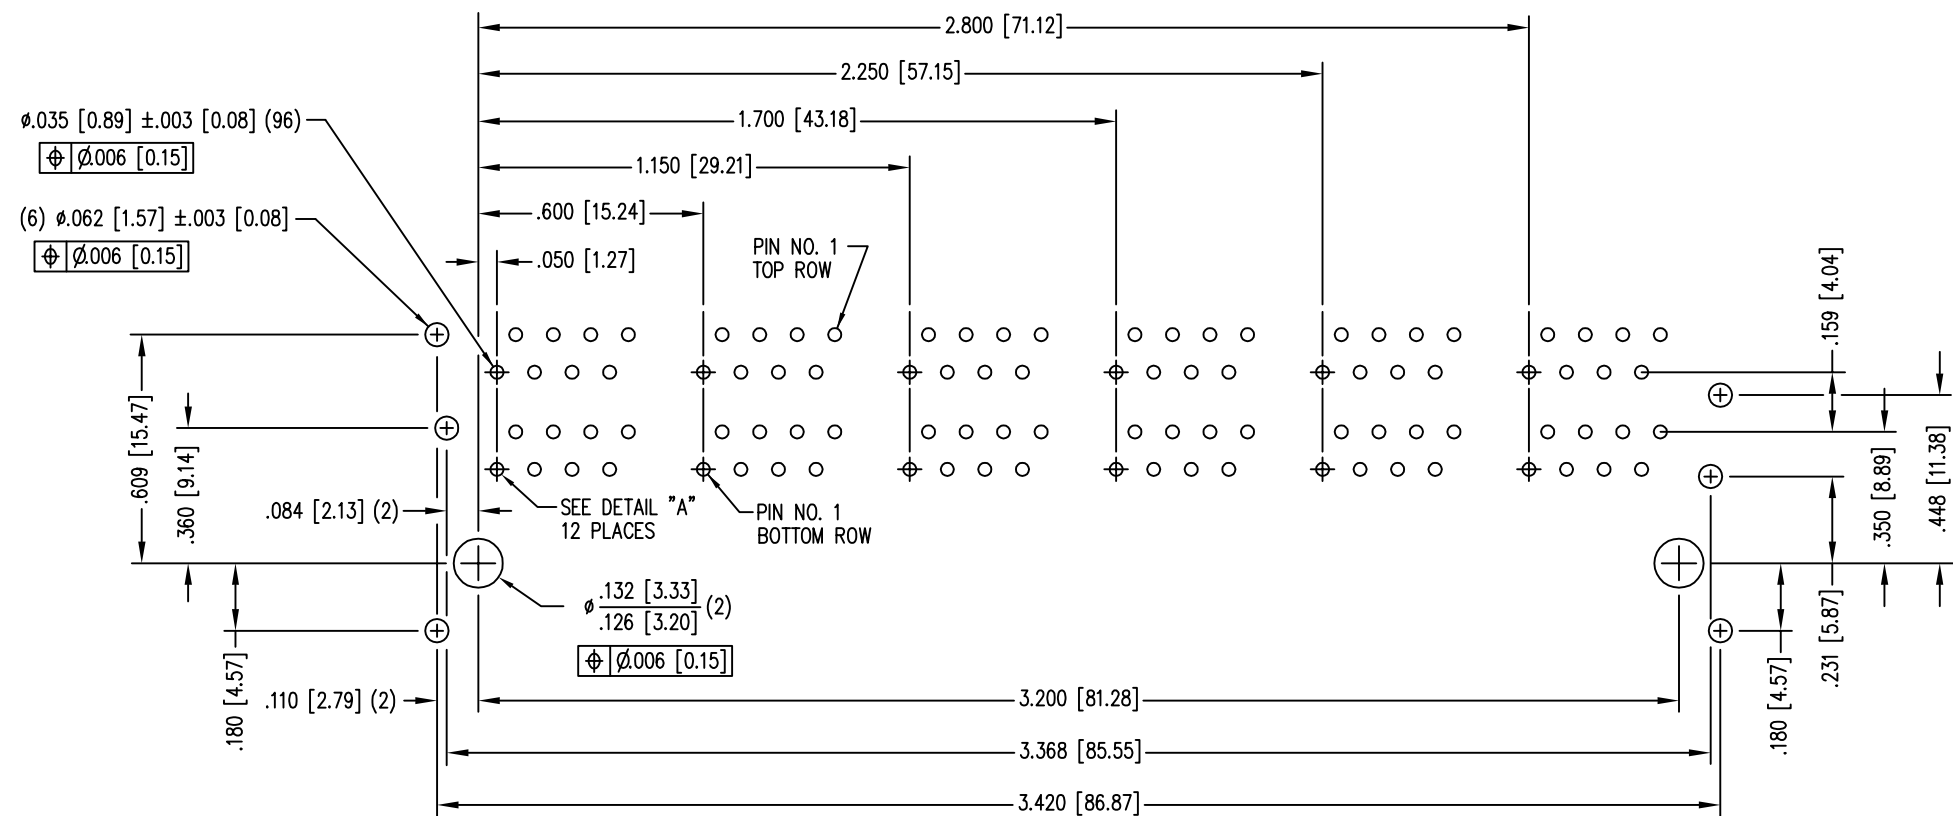 2.800 [71.12]
2.250 [57.15]
1.700 [43.18]
1.150 [29.21]
.600 [15.24]
.050 [1.27]
ø.035 [0.89] ±.003 [0.08] (96)
⌖ Ø.006 [0.15]
(6) ø.062 [1.57] ±.003 [0.08]
⌖ Ø.006 [0.15]
PIN NO. 1
TOP ROW
.159 [4.04]
.609 [15.47]
.360 [9.14]
.084 [2.13] (2)
SEE DETAIL "A"
12 PLACES
PIN NO. 1
BOTTOM ROW
.350 [8.89]
.448 [11.38]
ø .132 [3.33]
.126 [3.20] (2)
⌖ Ø.006 [0.15]
.231 [5.87]
.180 [4.57]
.110 [2.79] (2)
.180 [4.57]
3.200 [81.28]
3.368 [85.55]
3.420 [86.87]